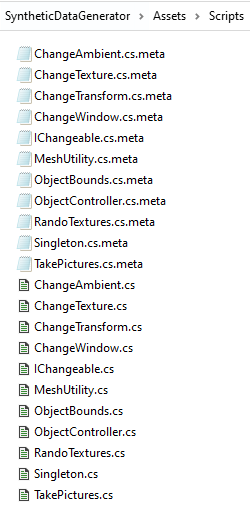 SyntheticDataGenerator > Assets > Scripts
ChangeAmbient.cs.meta
ChangeTexture.cs.meta
ChangeTransform.cs.meta
ChangeWindow.cs.meta
IChangeable.cs.meta
MeshUtility.cs.meta
ObjectBounds.cs.meta
ObjectController.cs.meta
RandoTextures.cs.meta
Singleton.cs.meta
TakePictures.cs.meta
ChangeAmbient.cs
ChangeTexture.cs
ChangeTransform.cs
ChangeWindow.cs
IChangeable.cs
MeshUtility.cs
ObjectBounds.cs
ObjectController.cs
RandoTextures.cs
Singleton.cs
TakePictures.cs